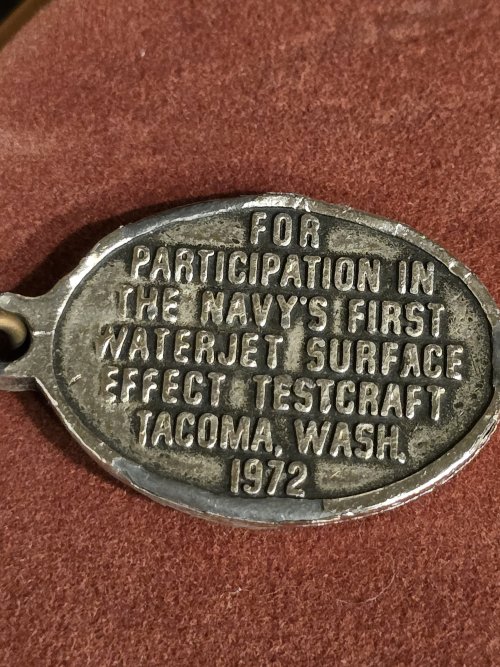 FOR
PARTICIPATION IN
THE NAVY'S FIRST
WATERJET SURFACE
EFFECT TESTCRAFT
TACOMA, WASH.
1972